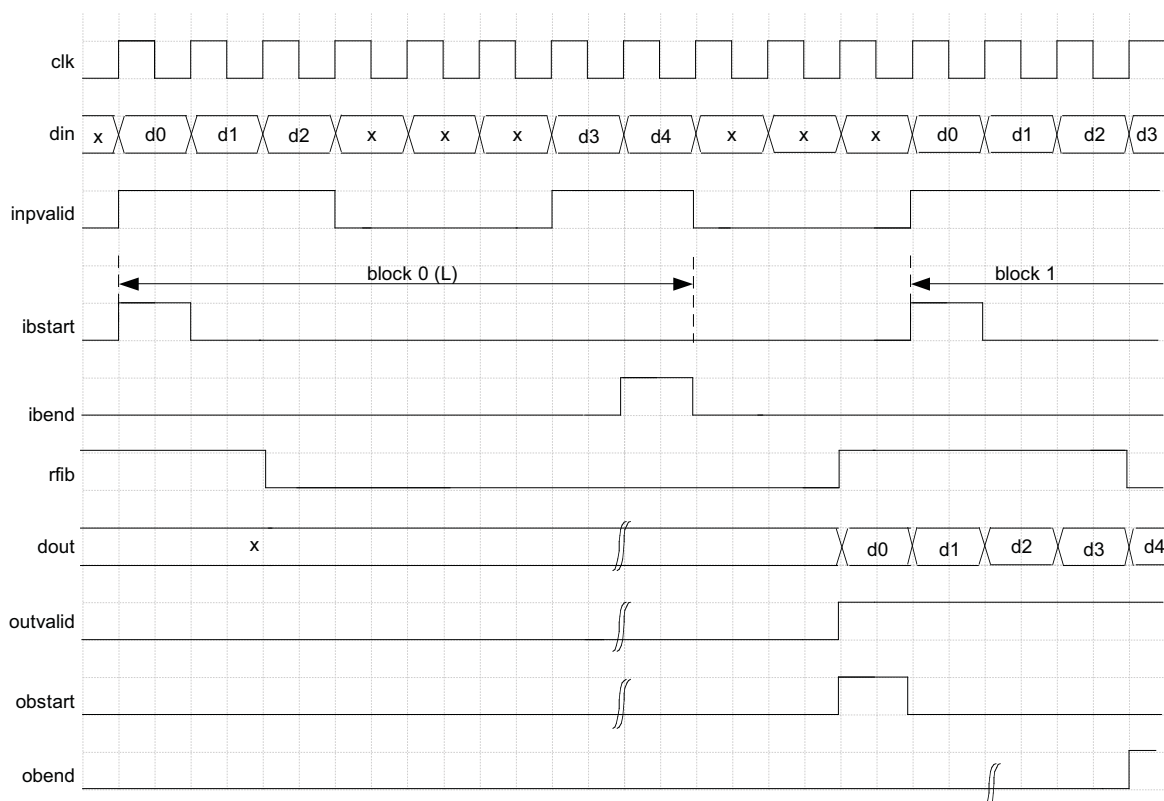 clk
din x d0 d1 d2 x x x d3 d4 x x x d0 d1 d2 d3
inpvalid
block 0 (L) block 1
ibstart
ibend
rfib
dout x d0 d1 d2 d3 d4
outvalid
obstart
obend